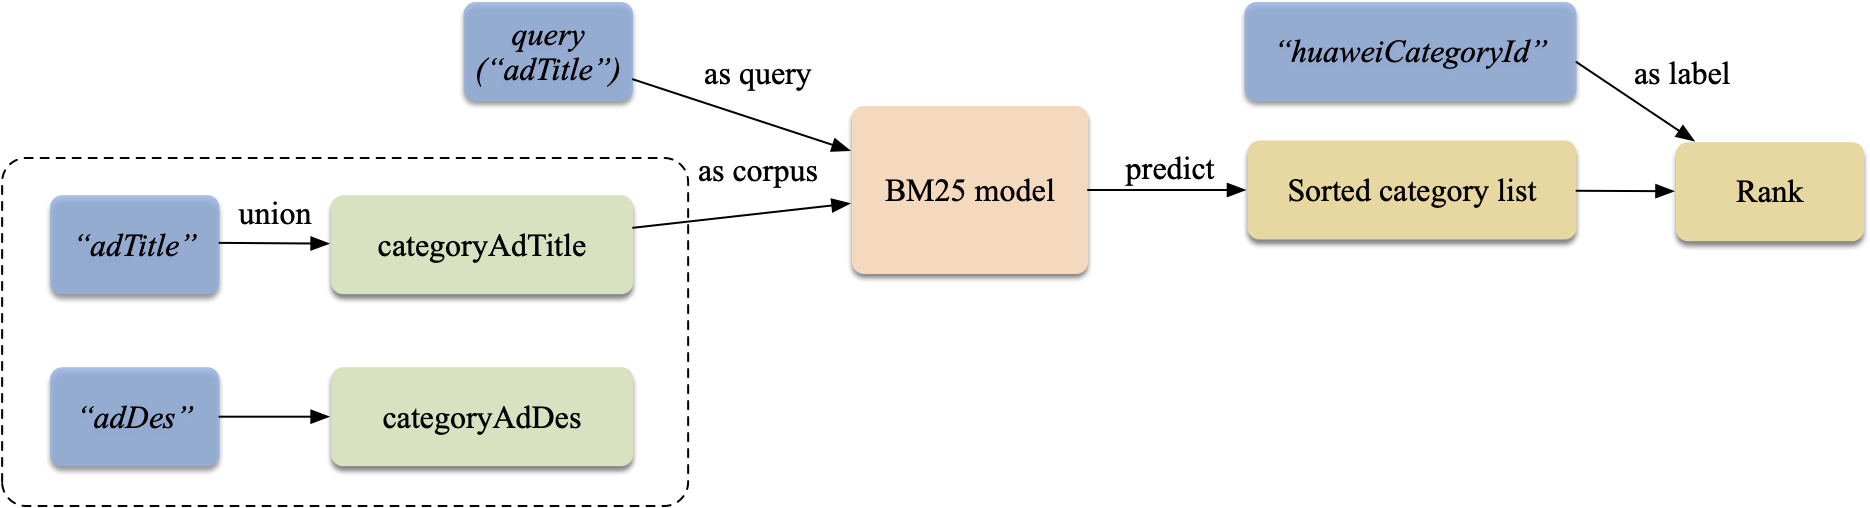 query
(“adTitle”)
as query
“huaweiCategoryId”
as label
“adTitle”
union
categoryAdTitle
as corpus
BM25 model
predict
Sorted category list
Rank
“adDes”
categoryAdDes